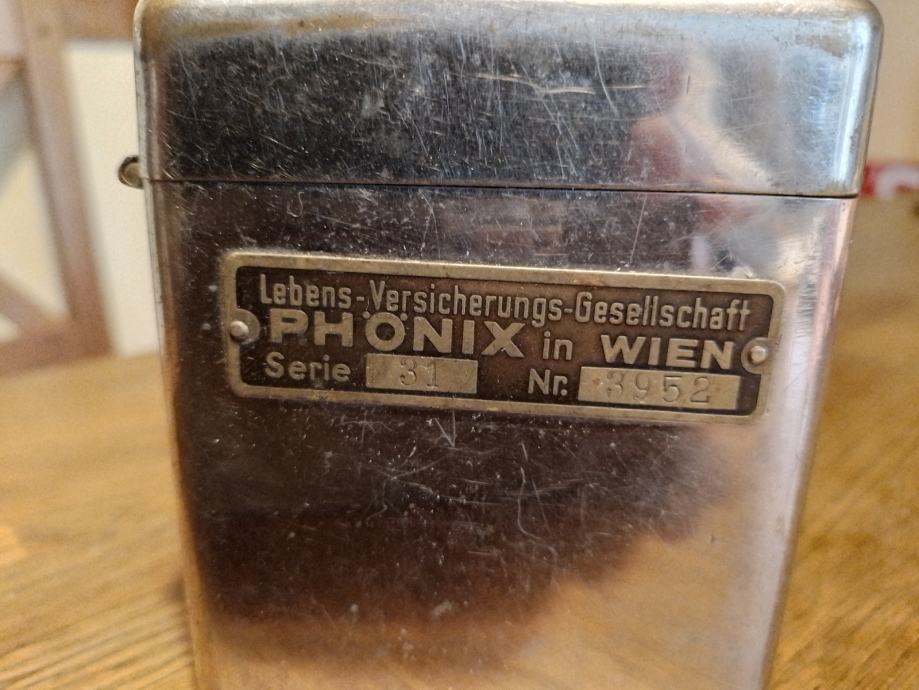 Lebens-Versicherungs-Gesellschaft
PHÖNIX in WIEN
Serie 31 Nr. 3952